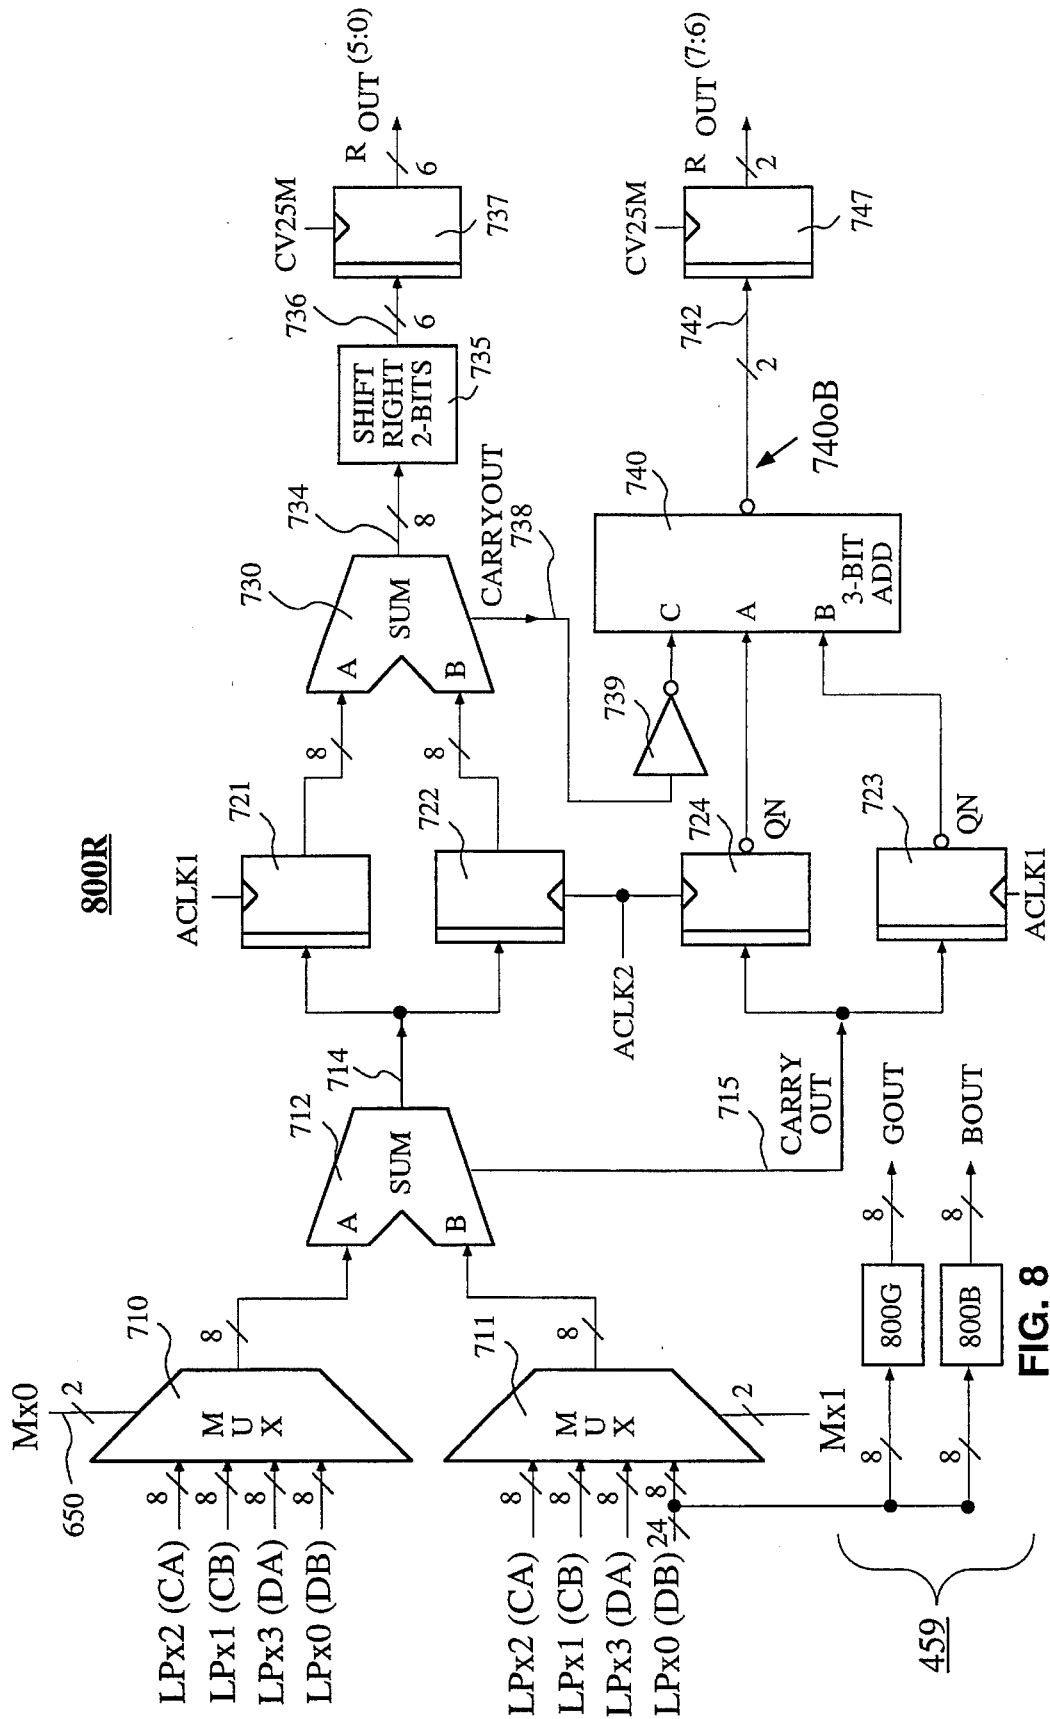 800R
Mx0
650
2
710
MUX
LPx2 (CA)
8
LPx1 (CB)
8
LPx3 (DA)
8
LPx0 (DB)
8
8
711
MUX
LPx2 (CA)
8
LPx1 (CB)
8
LPx3 (DA)
8
LPx0 (DB)
24
8
8
2
Mx1
712
A
SUM
B
714
715
CARRY
OUT
ACLK1
721
8
722
8
ACLK2
724
QN
723
QN
ACLK1
730
A
SUM
B
734
8
CARRYOUT
738
739
SHIFT
RIGHT
2-BITS
735
736
6
CV25M
737
6
R OUT (5:0)
740
C
A
B
3-BIT
ADD
740oB
2
742
CV25M
747
2
R OUT (7:6)
8
800G
8
GOUT
8
800B
8
BOUT
459
FIG. 8